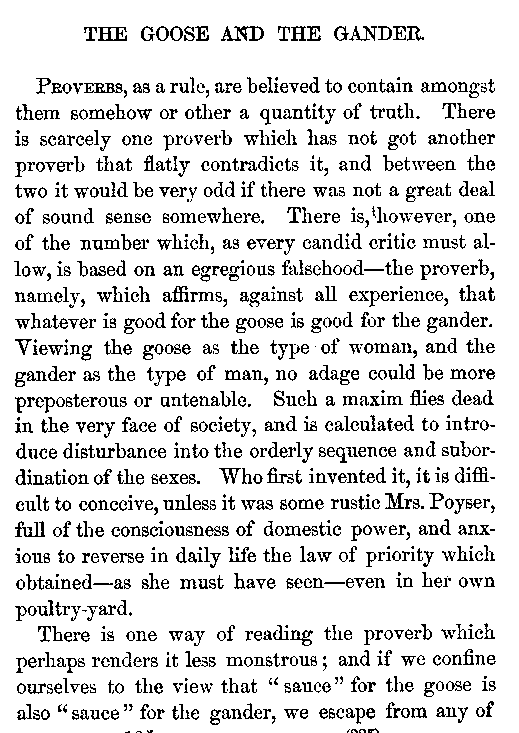 THE GOOSE AND THE GANDER.
PROVERBS, as a rule, are believed to contain amongst
them somehow or other a quantity of truth. There
is scarcely one proverb which has not got another
proverb that flatly contradicts it, and between the
two it would be very odd if there was not a great deal
of sound sense somewhere. There is, however, one
of the number which, as every candid critic must al-
low, is based on an egregious falsehood—the proverb,
namely, which affirms, against all experience, that
whatever is good for the goose is good for the gander.
Viewing the goose as the type of woman, and the
gander as the type of man, no adage could be more
preposterous or untenable. Such a maxim flies dead
in the very face of society, and is calculated to intro-
duce disturbance into the orderly sequence and subor-
dination of the sexes. Who first invented it, it is diffi-
cult to conceive, unless it was some rustic Mrs. Poyser,
full of the consciousness of domestic power, and anx-
ious to reverse in daily life the law of priority which
obtained—as she must have seen—even in her own
poultry-yard.
There is one way of reading the proverb which
perhaps renders it less monstrous; and if we confine
ourselves to the view that "sauce" for the goose is
also "sauce" for the gander, we escape from any of